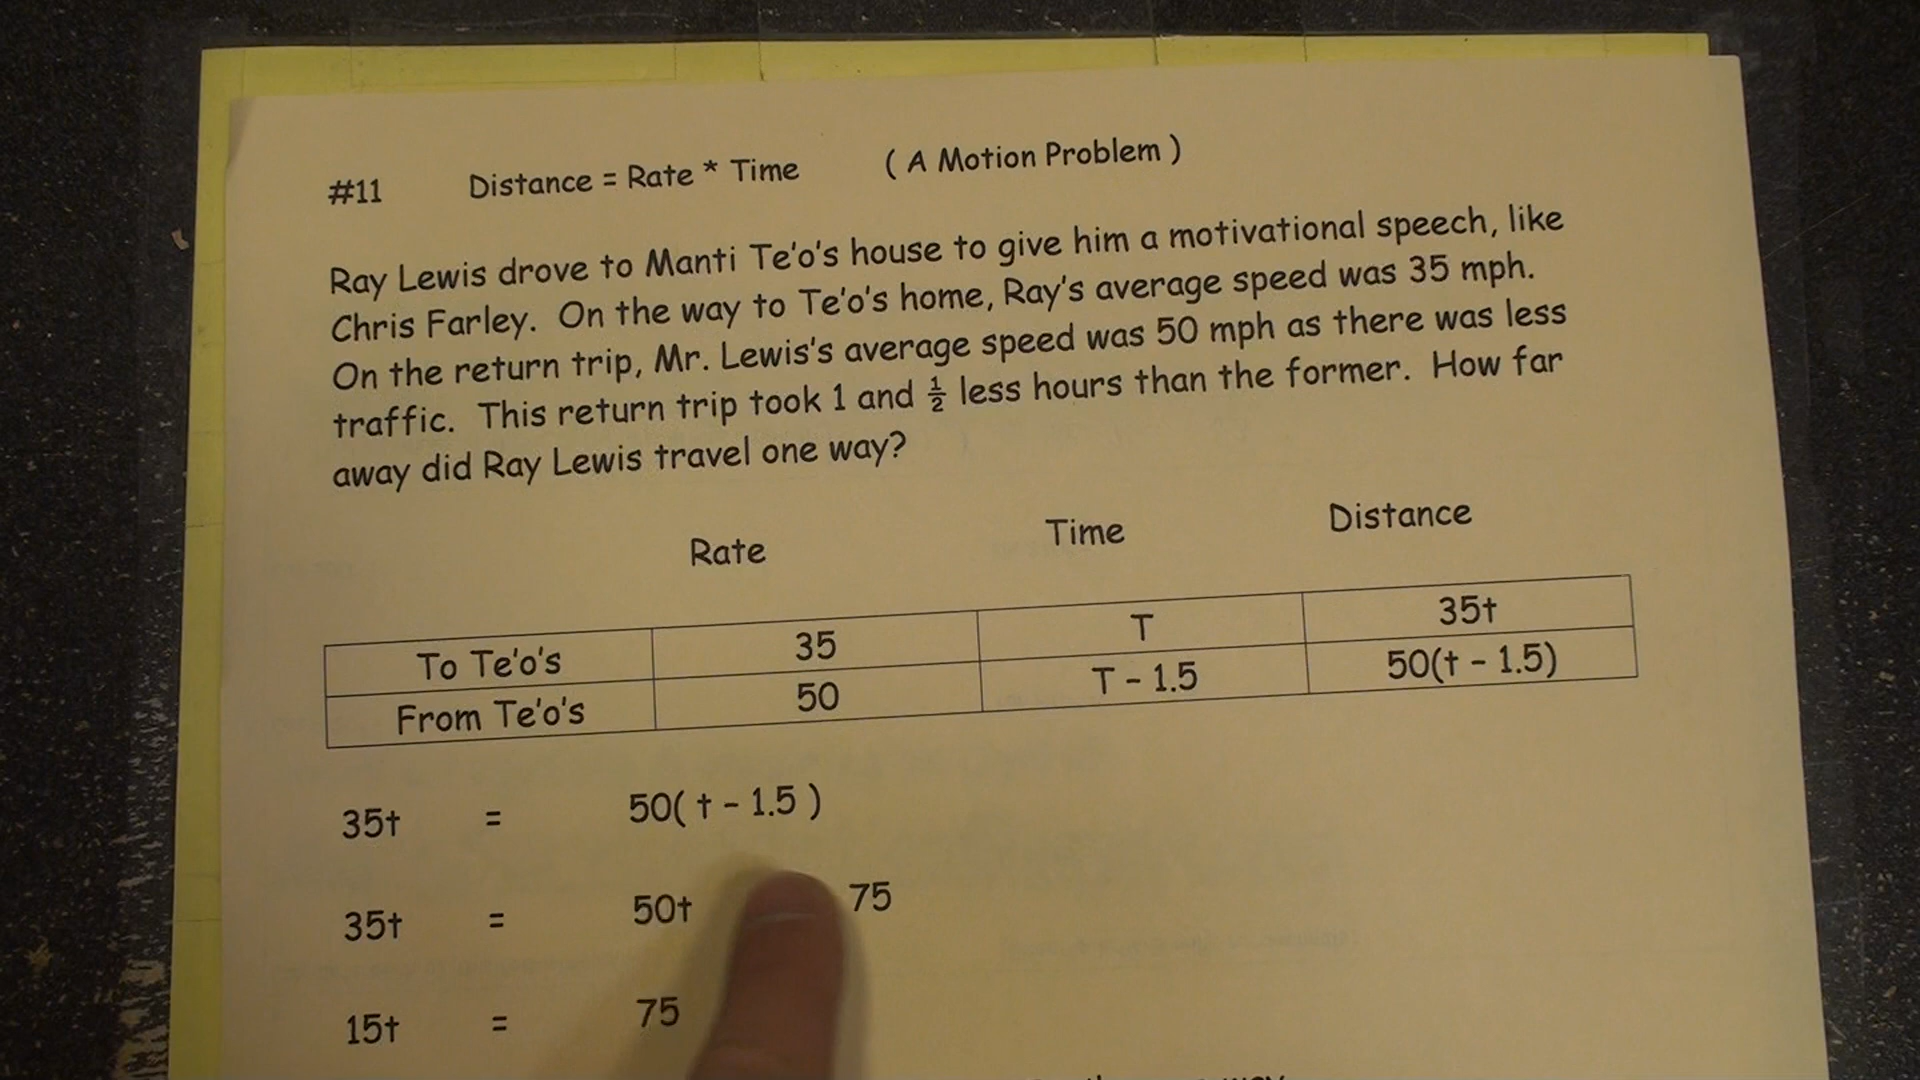 #11 Distance = Rate * Time ( A Motion Problem )
Ray Lewis drove to Manti Te'o's house to give him a motivational speech, like
Chris Farley. On the way to Te'o's home, Ray's average speed was 35 mph.
On the return trip, Mr. Lewis's average speed was 50 mph as there was less
traffic. This return trip took 1 and ½ less hours than the former. How far
away did Ray Lewis travel one way?
Rate Time Distance
To Te'o's 35 T 35t
From Te'o's 50 T - 1.5 50(t - 1.5)
35t = 50( t - 1.5 )
35t = 50t 75
15t = 75